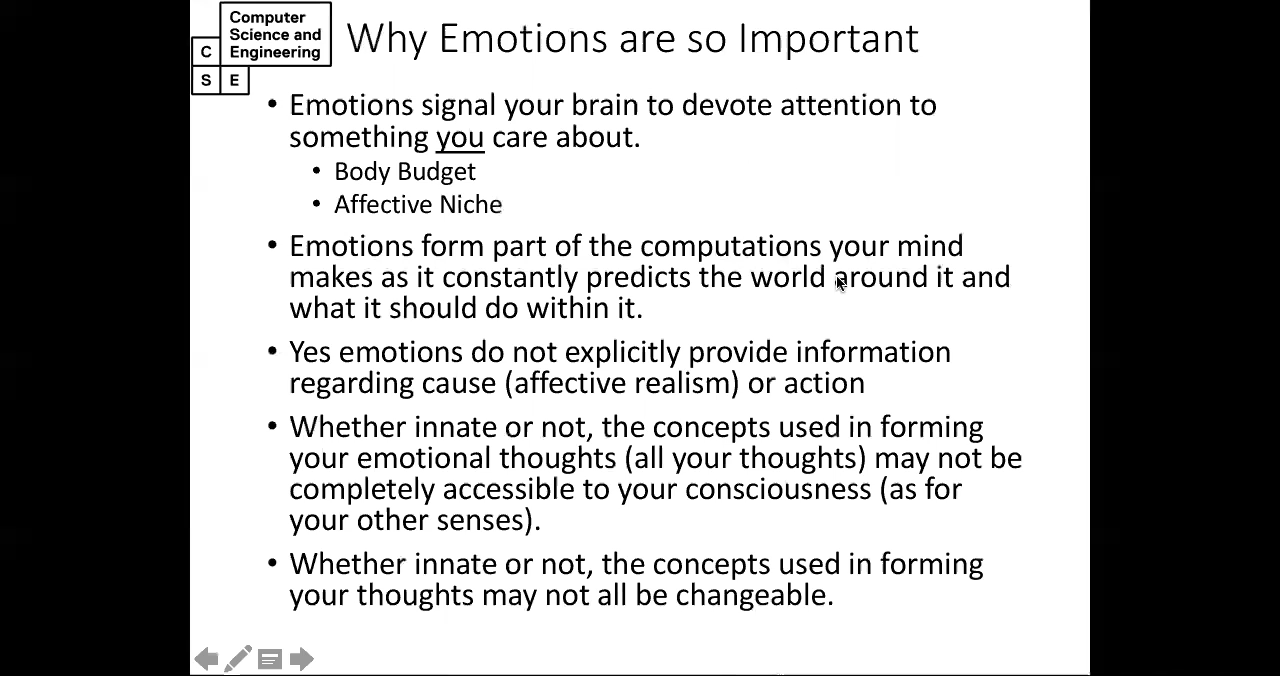 Computer
Science and
Engineering
C
S E
Why Emotions are so Important
• Emotions signal your brain to devote attention to
something you care about.
• Body Budget
• Affective Niche
• Emotions form part of the computations your mind
makes as it constantly predicts the world around it and
what it should do within it.
• Yes emotions do not explicitly provide information
regarding cause (affective realism) or action
• Whether innate or not, the concepts used in forming
your emotional thoughts (all your thoughts) may not be
completely accessible to your consciousness (as for
your other senses).
• Whether innate or not, the concepts used in forming
your thoughts may not all be changeable.